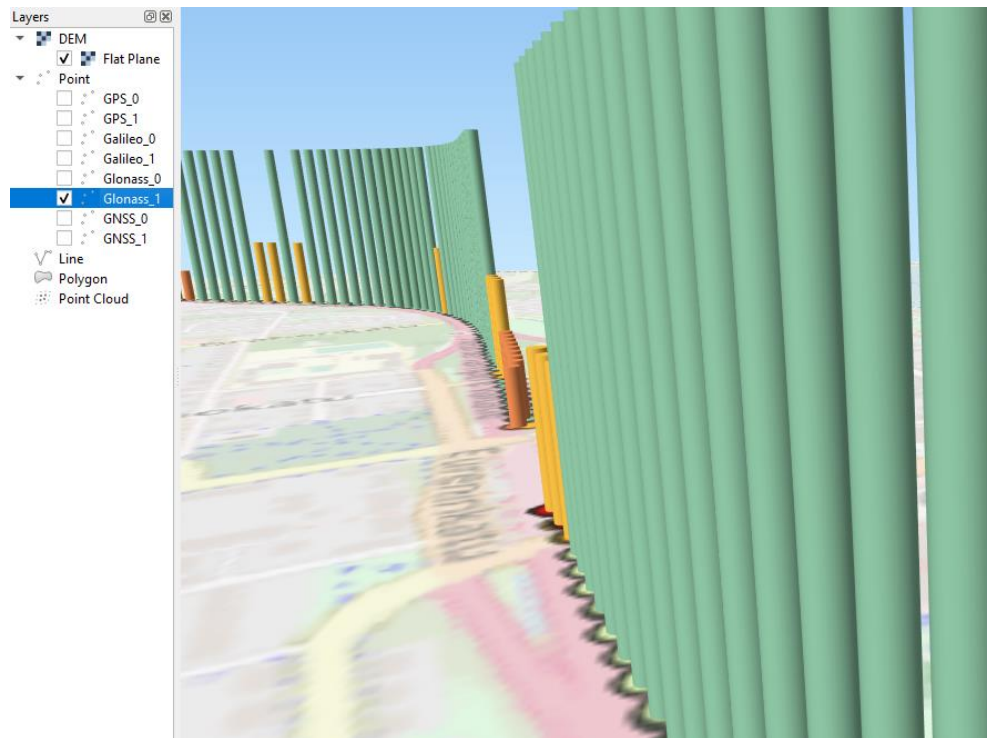 Layers
DEM
Flat Plane
Point
GPS_0
GPS_1
Galileo_0
Galileo_1
Glonass_0
Glonass_1
GNSS_0
GNSS_1
Line
Polygon
Point Cloud